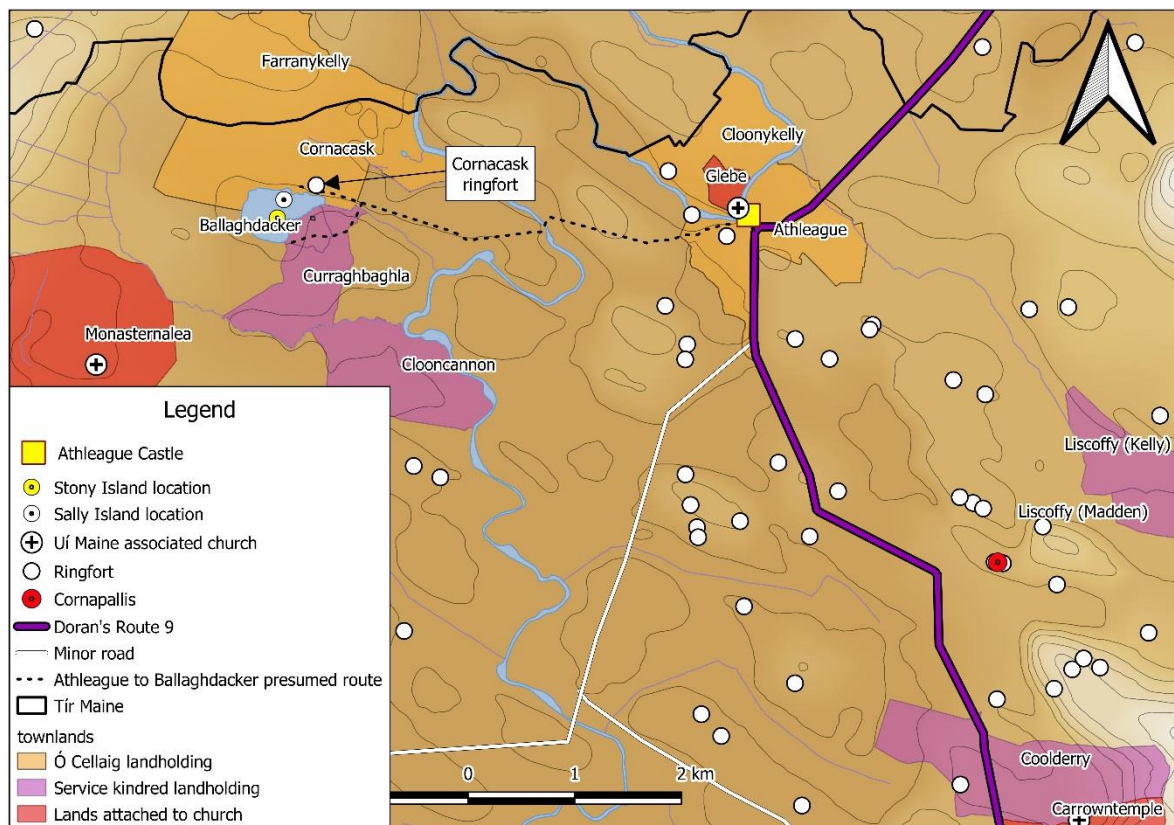 Farranykelly
Cloonykelly
Cornacask
Cornacask
ringfort
Glebe
Ballaghdacker
Athleague
Curraghbaghla
Monasternalea
Clooncannon
Liscoffy (Kelly)
Liscoffy (Madden)
Coolderry
Carrowntemple
Legend
Athleague Castle
Stony Island location
Sally Island location
Uí Maine associated church
Ringfort
Cornapallis
Doran's Route 9
Minor road
Athleague to Ballaghdacker presumed route
Tír Maine
townlands
Ó Cellaig landholding
Service kindred landholding
Lands attached to church
0 1 2 km